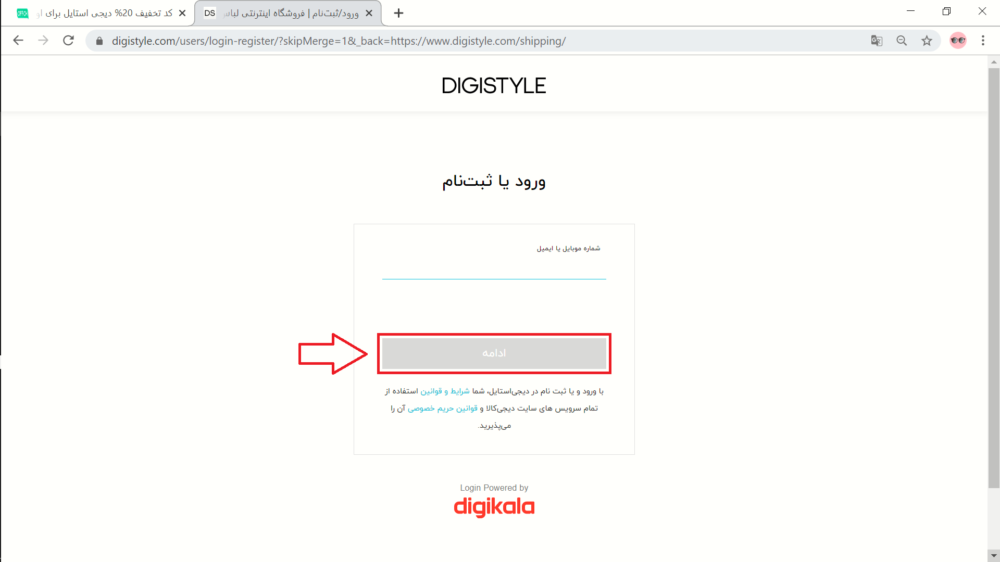 OFFCH
کد تخفیف 20% دیجی استایل برای او
DS
ورود/ثبت‌نام | فروشگاه اینترنتی لباس
digistyle.com/users/login-register/?skipMerge=1&_back=https://www.digistyle.com/shipping/
DIGISTYLE
ورود یا ثبت‌نام
شماره موبایل یا ایمیل
ادامه
با ورود و یا ثبت نام در دیجی‌استایل، شما شرایط و قوانین استفاده از
تمام سرویس های سایت دیجی‌کالا و قوانین حریم خصوصی آن را
می‌پذیرید.
Login Powered by
digikala